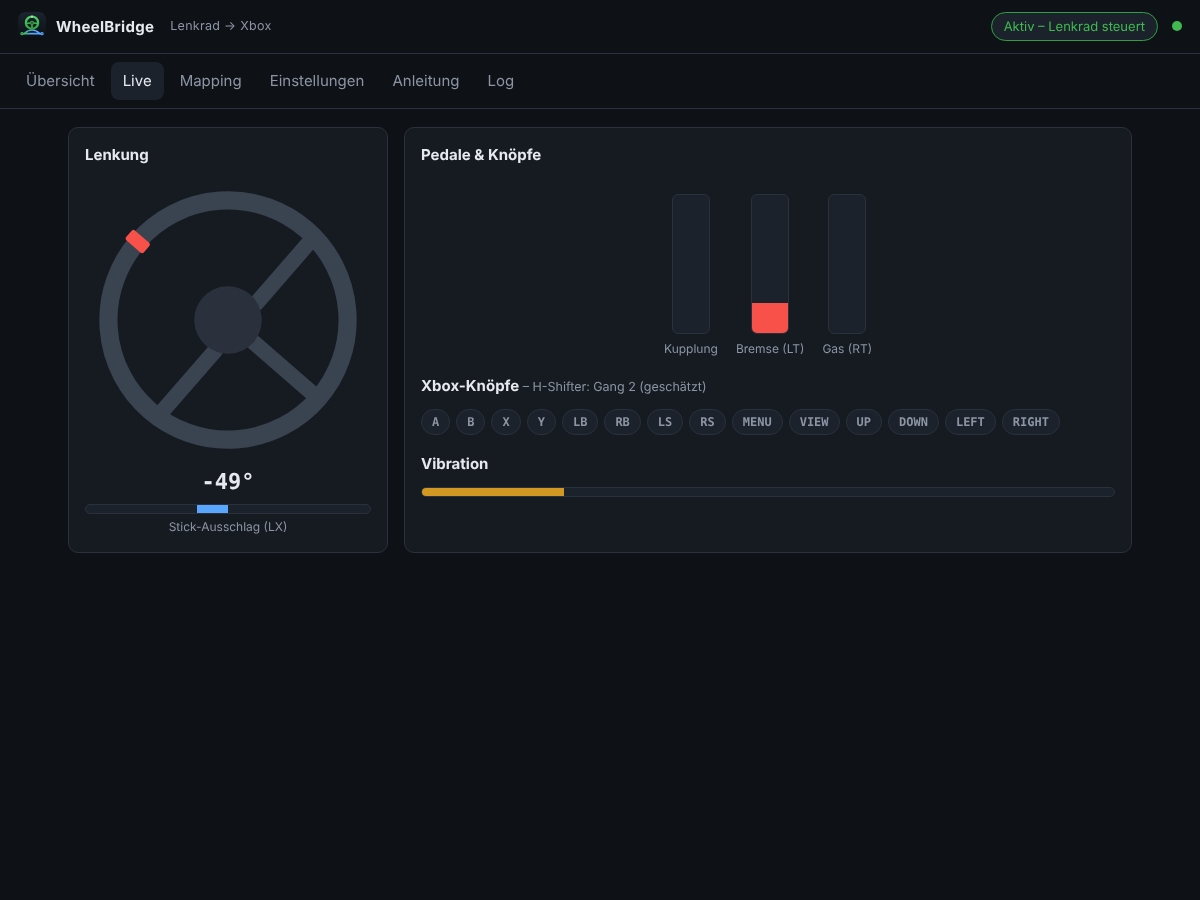 WheelBridge Lenkrad → Xbox
Aktiv – Lenkrad steuert
Übersicht Live Mapping Einstellungen Anleitung Log
Lenkung
-49°
Stick-Ausschlag (LX)
Pedale & Knöpfe
Kupplung Bremse (LT) Gas (RT)
Xbox-Knöpfe – H-Shifter: Gang 2 (geschätzt)
A B X Y LB RB LS RS MENU VIEW UP DOWN LEFT RIGHT
Vibration